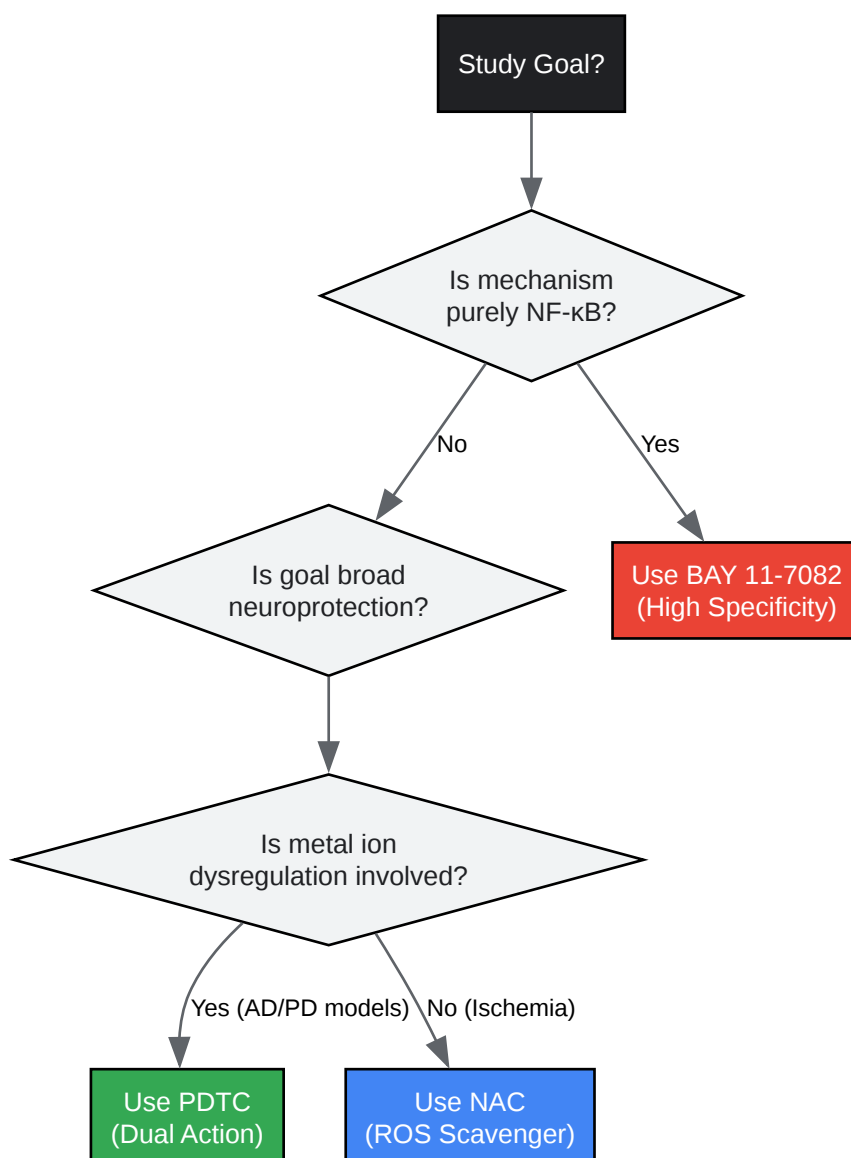 Study Goal?
Is mechanism
purely NF-κB?
No
Yes
Is goal broad
neuroprotection?
Use BAY 11-7082
(High Specificity)
Is metal ion
dysregulation involved?
Yes (AD/PD models)
No (Ischemia)
Use PDTC
(Dual Action)
Use NAC
(ROS Scavenger)